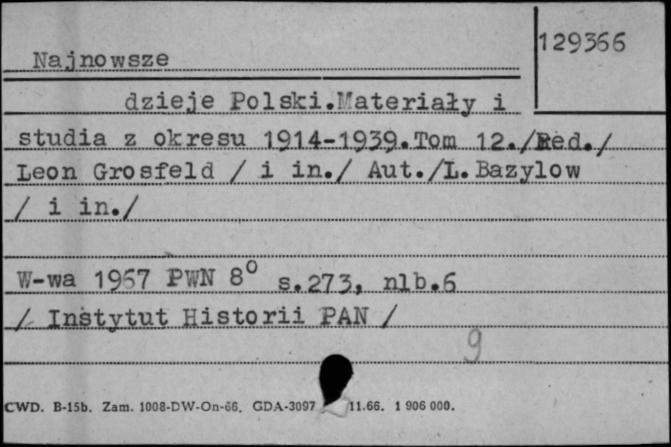 129366
Najnowsze
dzieje Polski.Materiały i
studia z okresu 1914-1939.Tom 12./Red./
Leon Grosfeld / i in./ Aut./L.Bazylow
/ i in./
W-wa 1967 PWN 8° s.273, nlb.6
/ Instytut Historii PAN /
9
CWD. B-15b. Zam. 1008-DW-On-66. GDA-3097 11.66. 1 906 000.